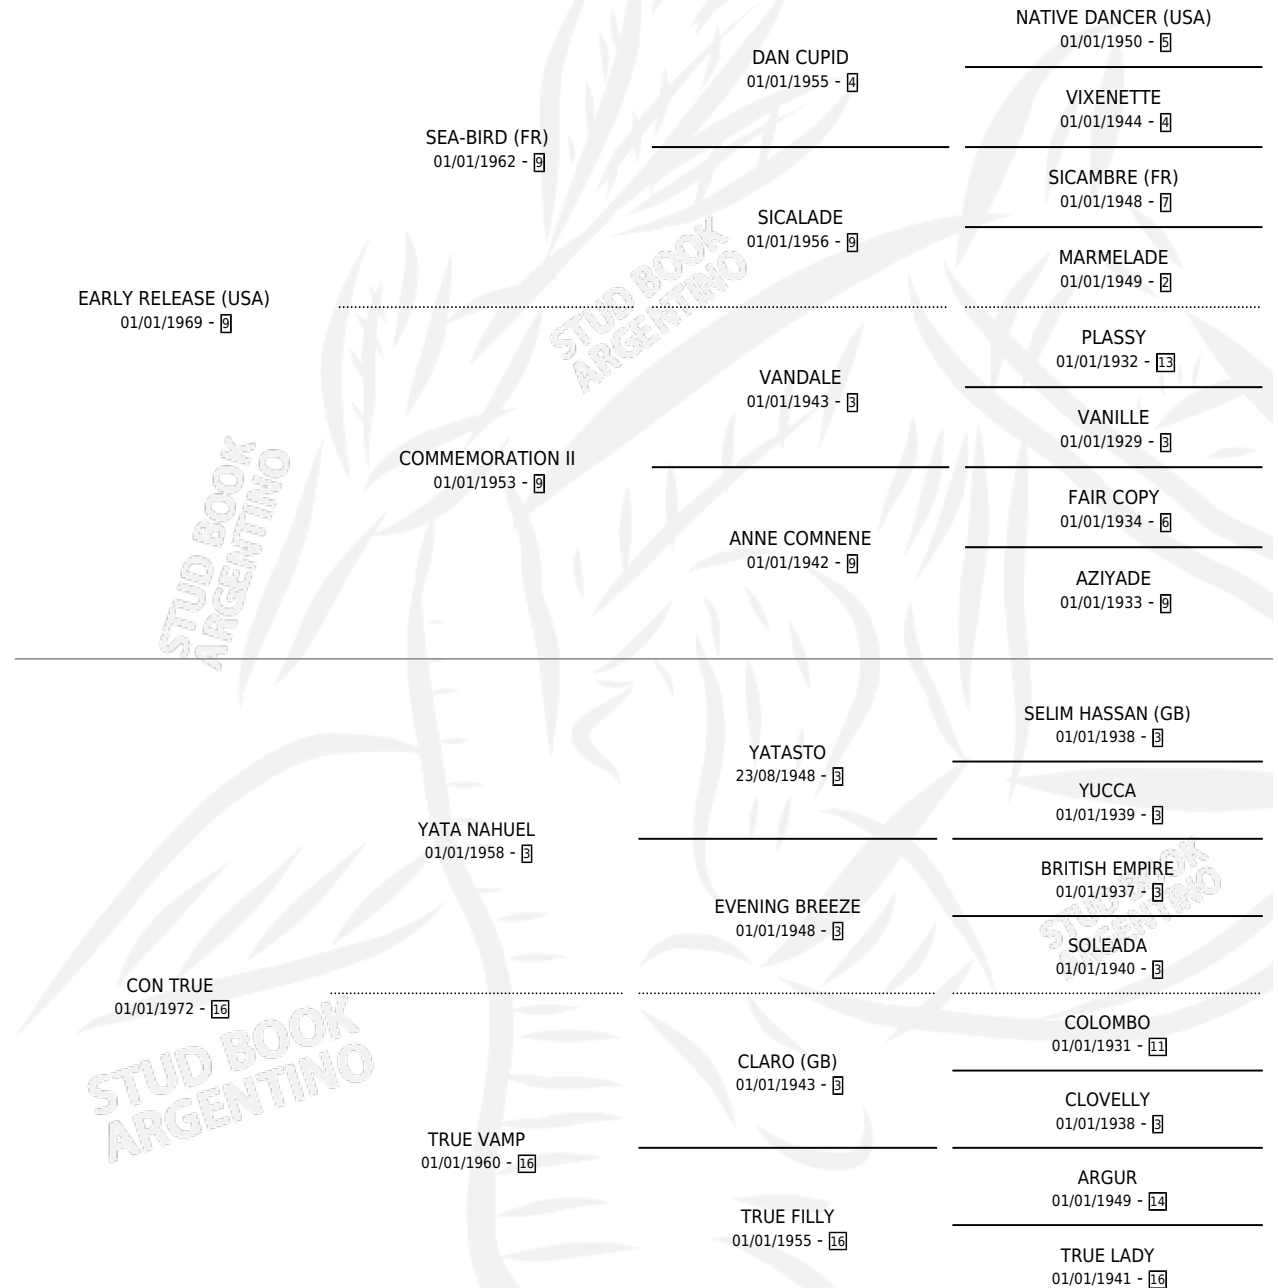 NATIVE DANCER (USA)
01/01/1950 - 5
DAN CUPID
01/01/1955 - 4
VIXENETTE
01/01/1944 - 4
SEA-BIRD (FR)
01/01/1962 - 9
SICAMBRE (FR)
01/01/1948 - 7
SICALADE
01/01/1956 - 9
MARMELADE
01/01/1949 - 2
EARLY RELEASE (USA)
01/01/1969 - 9
PLASSY
01/01/1932 - 13
VANDALE
01/01/1943 - 3
VANILLE
01/01/1929 - 3
COMMEMORATION II
01/01/1953 - 9
FAIR COPY
01/01/1934 - 6
ANNE COMNENE
01/01/1942 - 9
AZIYADE
01/01/1933 - 9
SELIM HASSAN (GB)
01/01/1938 - 3
YATASTO
23/08/1948 - 3
YUCCA
01/01/1939 - 3
YATA NAHUEL
01/01/1958 - 3
BRITISH EMPIRE
01/01/1937 - 3
EVENING BREEZE
01/01/1948 - 3
SOLEADA
01/01/1940 - 3
CON TRUE
01/01/1972 - 16
COLOMBO
01/01/1931 - 11
CLARO (GB)
01/01/1943 - 3
CLOVELLY
01/01/1938 - 3
TRUE VAMP
01/01/1960 - 16
ARGUR
01/01/1949 - 14
TRUE FILLY
01/01/1955 - 16
TRUE LADY
01/01/1941 - 16
STUD BOOK
ARGENTINO
STUD BOOK
ARGENTINO
STUD BOOK
ARGENTINO
STUD BOOK
ARGENTINO